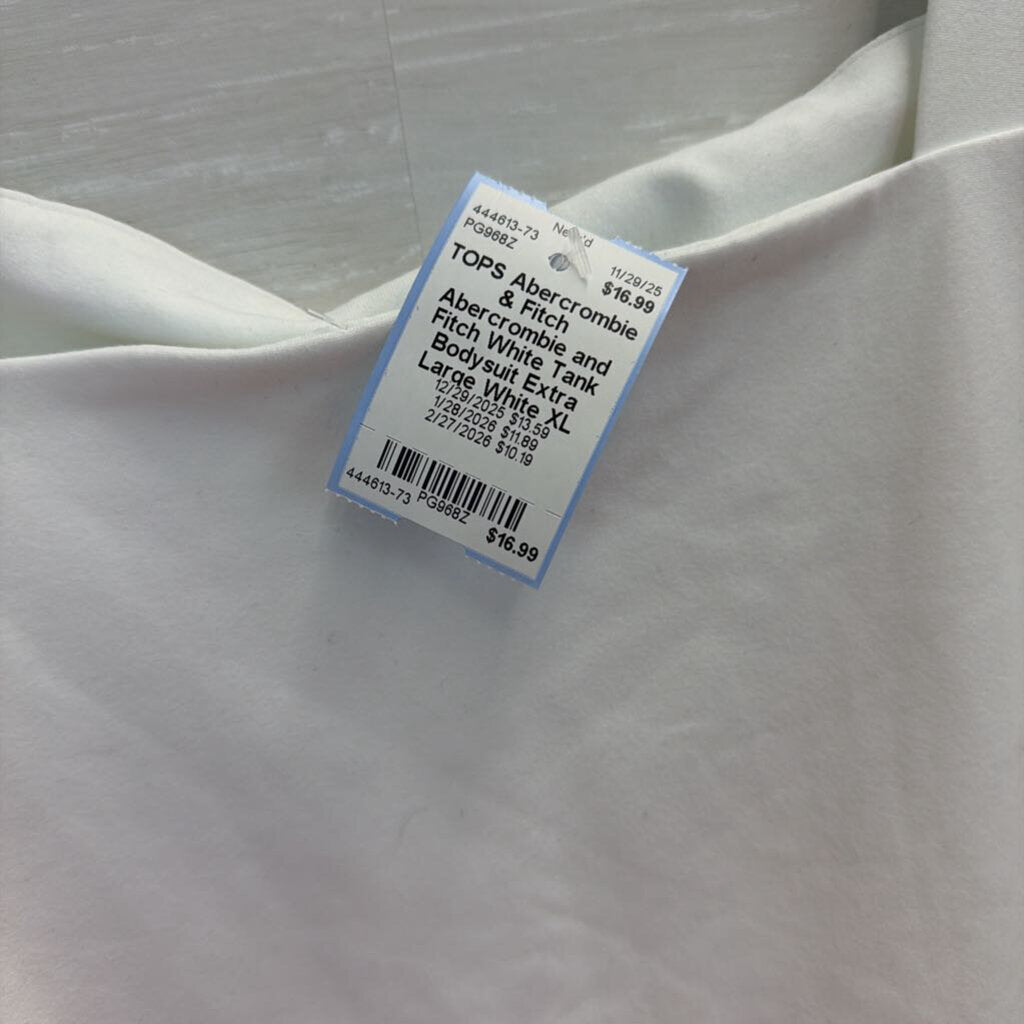 444613-73
PG968Z
11/29/25
$16.99
TOPS Abercrombie
& Fitch
Abercrombie and
Fitch White Tank
Bodysuit Extra
Large White XL
12/29/2025 $13.59
1/28/2026 $11.89
2/27/2026 $10.19
444613-73 PG968Z
$16.99